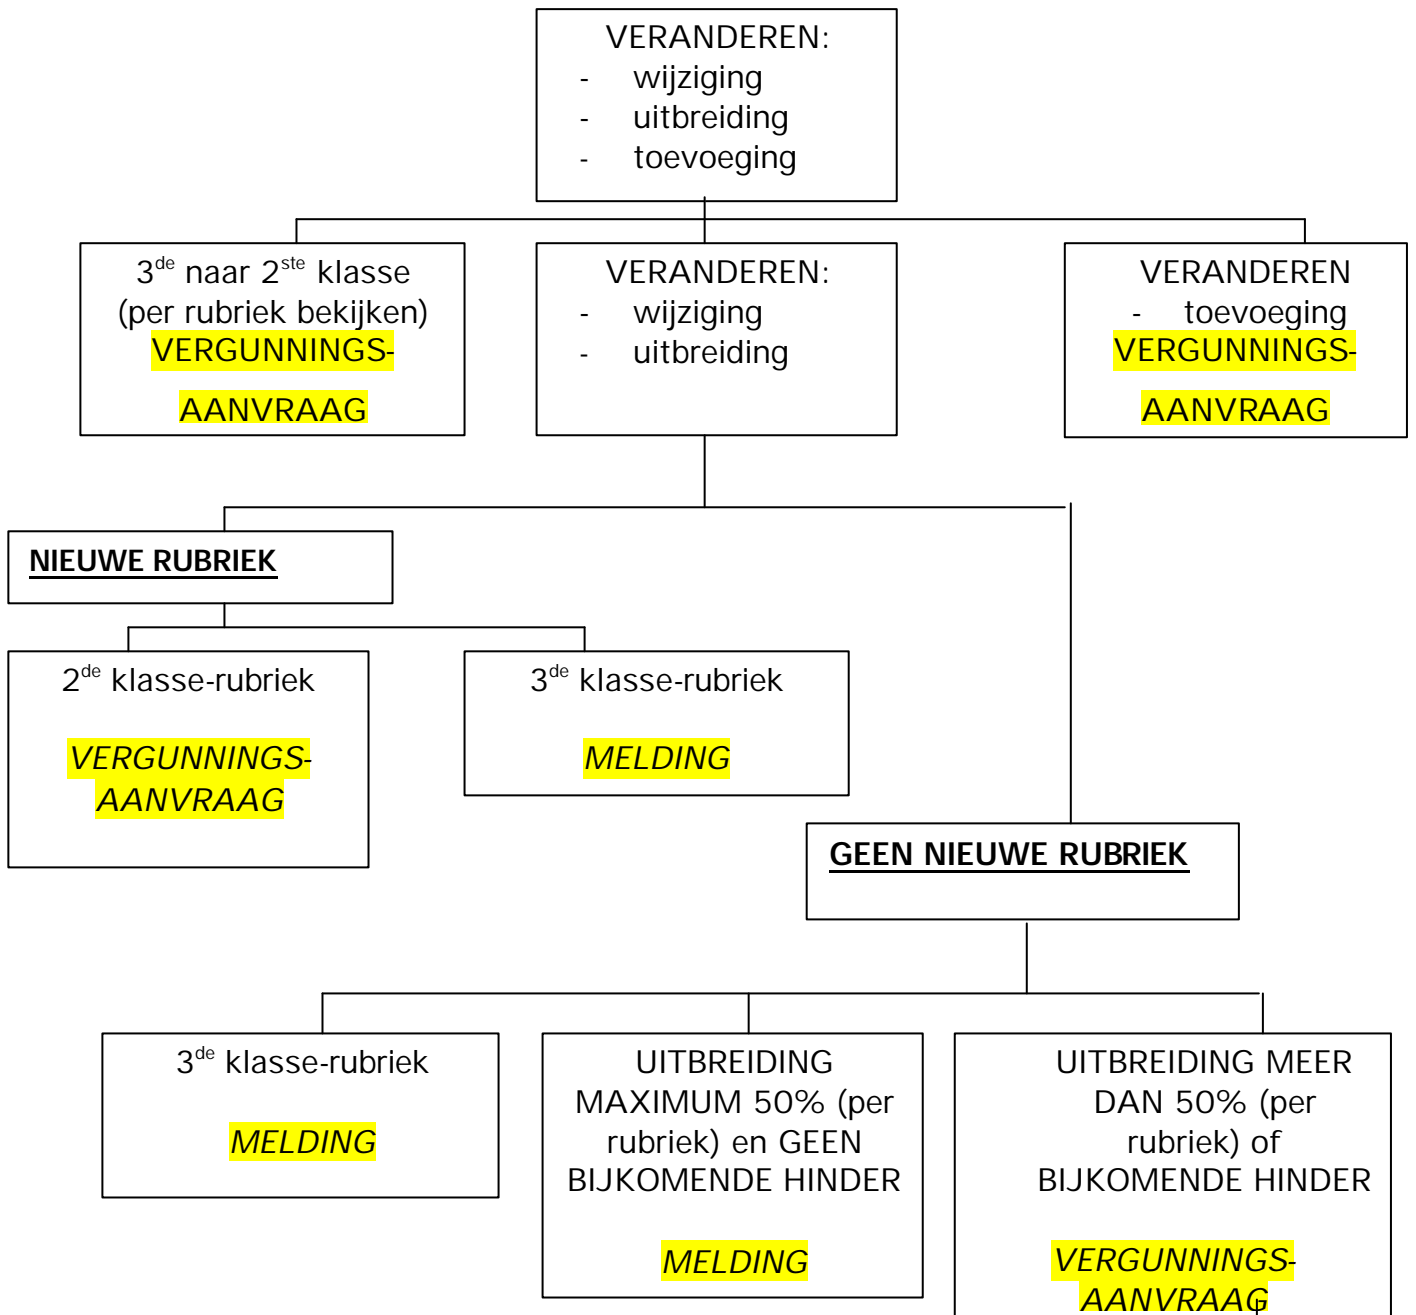 VERANDEREN:
- wijziging
- uitbreiding
- toevoeging
3de naar 2ste klasse
(per rubriek bekijken)
VERGUNNINGS-
AANVRAAG
VERANDEREN:
- wijziging
- uitbreiding
VERANDEREN
- toevoeging
VERGUNNINGS-
AANVRAAG
NIEUWE RUBRIEK
2de klasse-rubriek
VERGUNNINGS-
AANVRAAG
3de klasse-rubriek
MELDING
GEEN NIEUWE RUBRIEK
3de klasse-rubriek
MELDING
UITBREIDING
MAXIMUM 50% (per
rubriek) en GEEN
BIJKOMENDE HINDER
MELDING
UITBREIDING MEER
DAN 50% (per
rubriek) of
BIJKOMENDE HINDER
VERGUNNINGS-
AANVRAAG